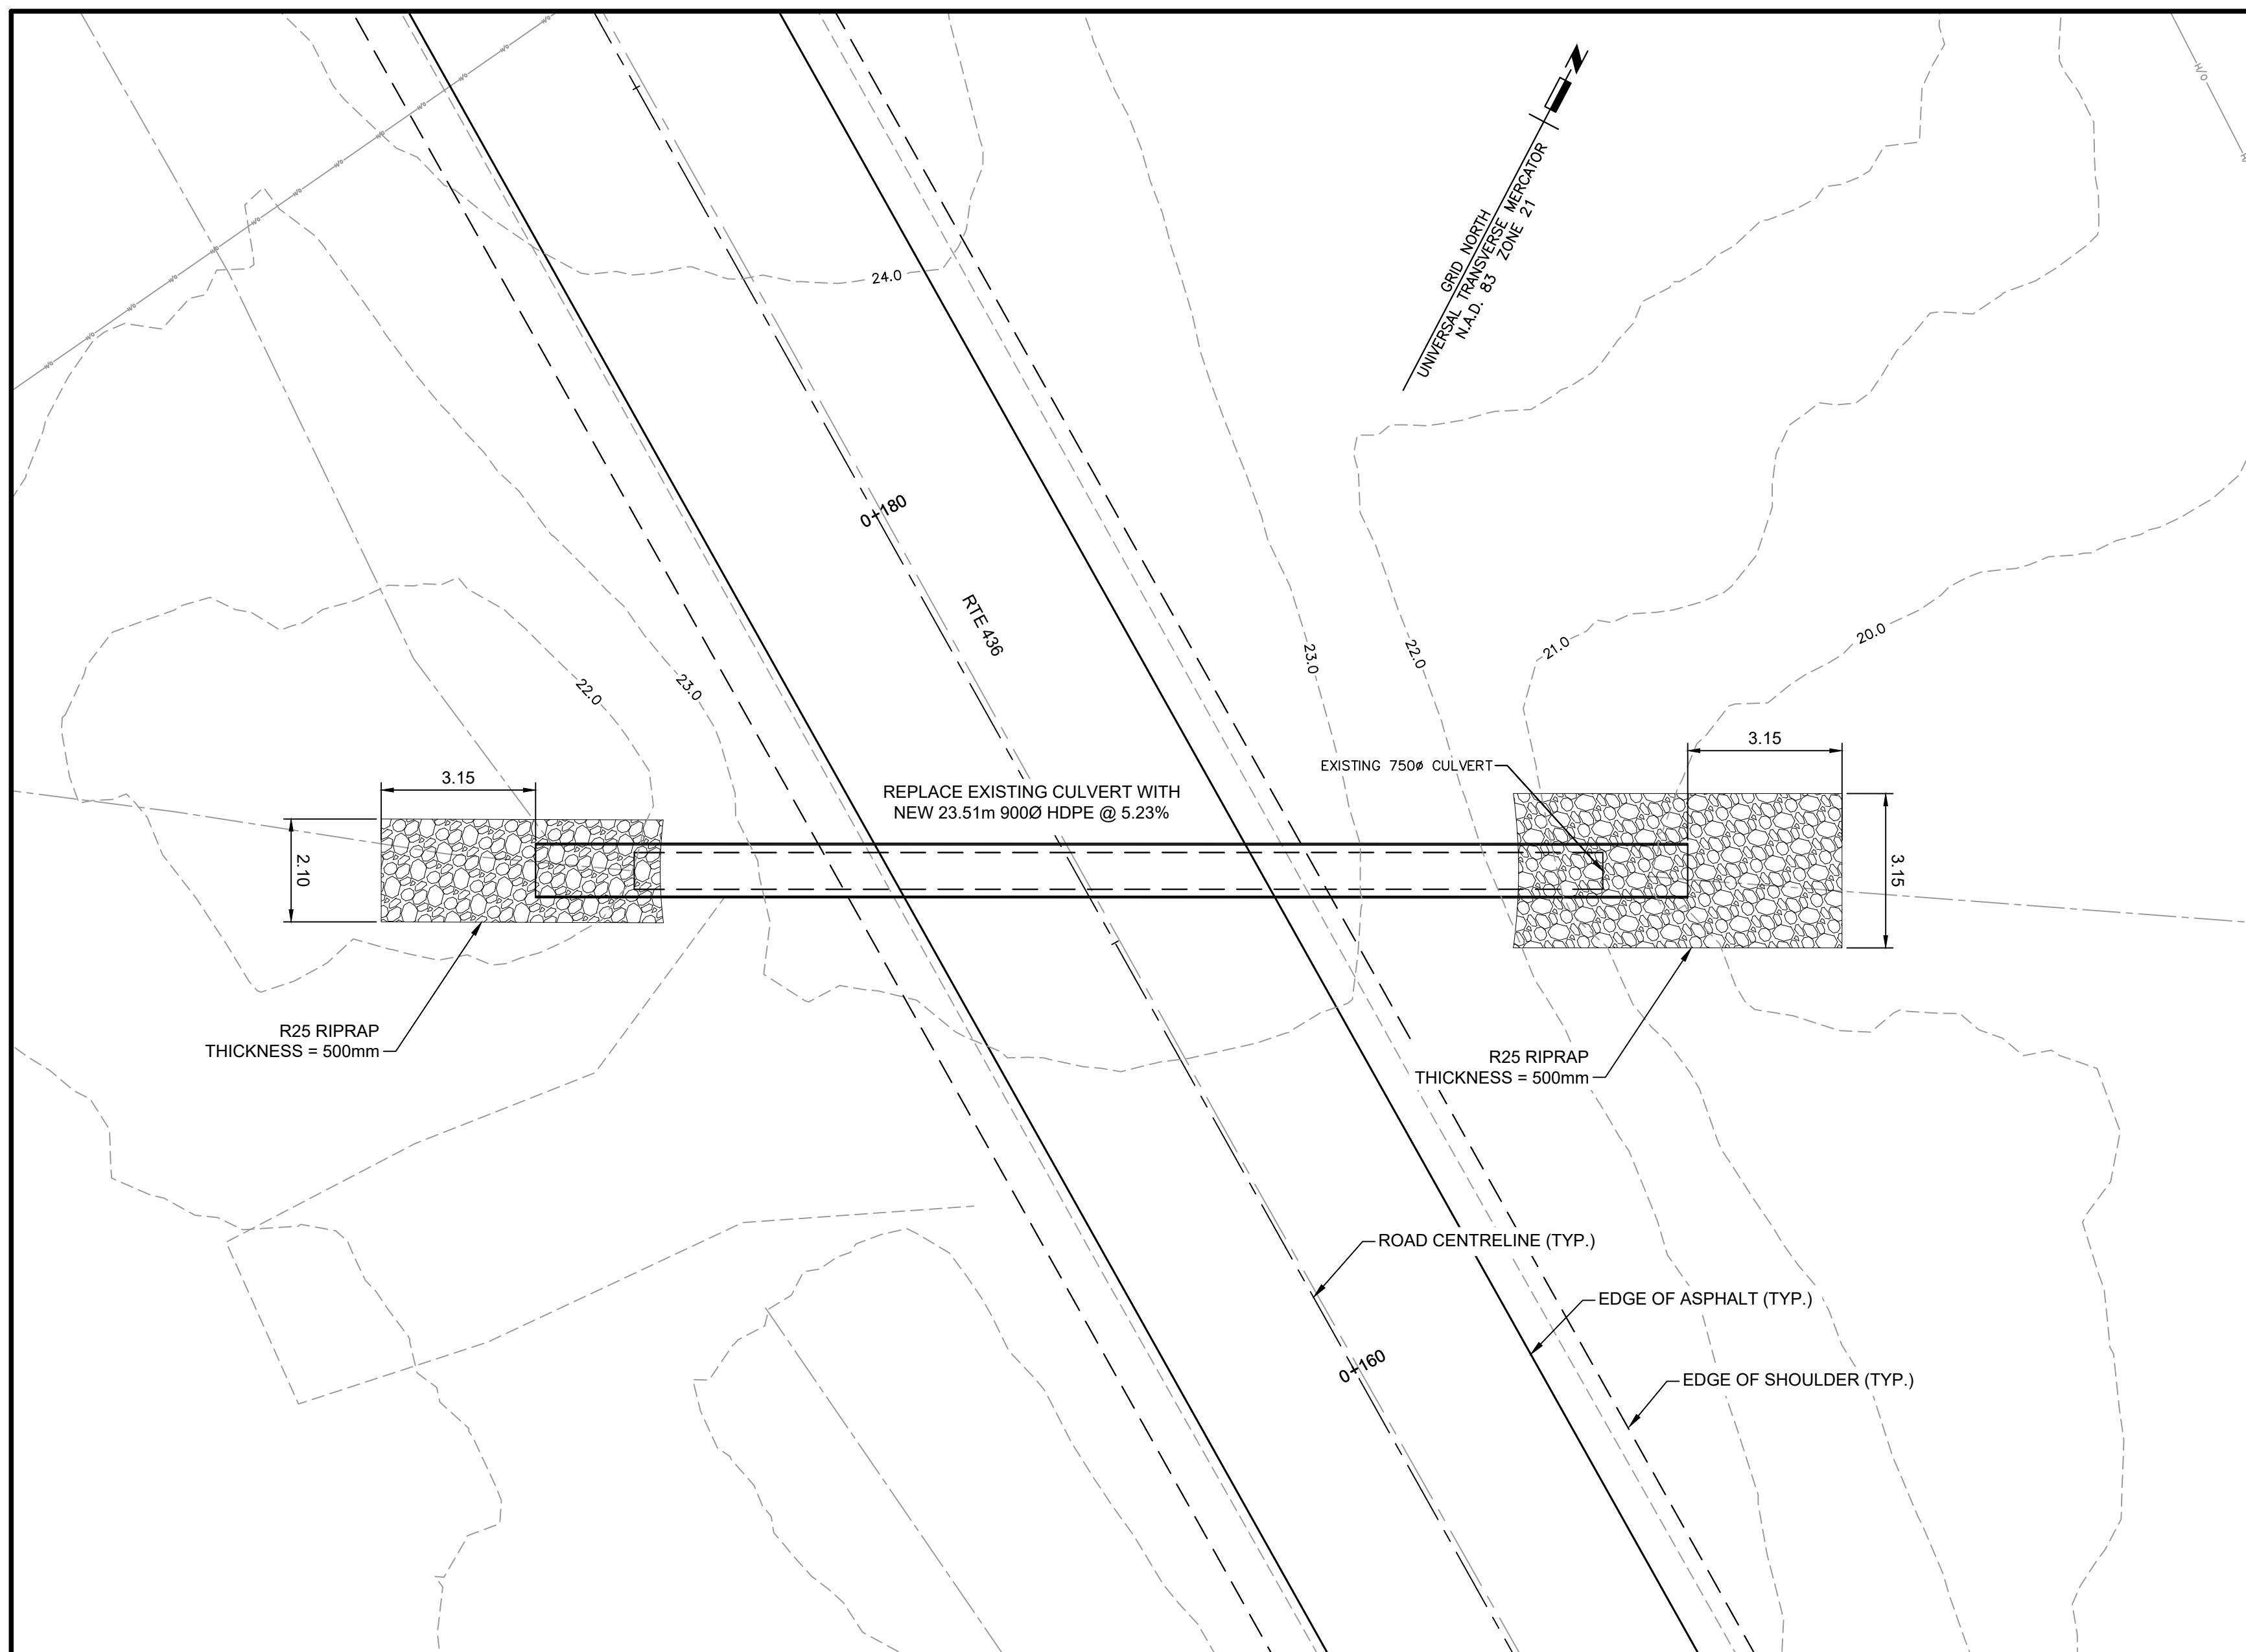 GRID NORTH
UNIVERSAL TRANSVERSE MERCATOR
N.A.D. 83 ZONE 21
24.0
0+180
RTE 436
22.0
23.0
23.0
22.0
21.0
20.0
3.15
2.10
REPLACE EXISTING CULVERT WITH
NEW 23.51m 900Ø HDPE @ 5.23%
EXISTING 750ø CULVERT
3.15
3.15
R25 RIPRAP
THICKNESS = 500mm
R25 RIPRAP
THICKNESS = 500mm
ROAD CENTRELINE (TYP.)
EDGE OF ASPHALT (TYP.)
0+160
EDGE OF SHOULDER (TYP.)